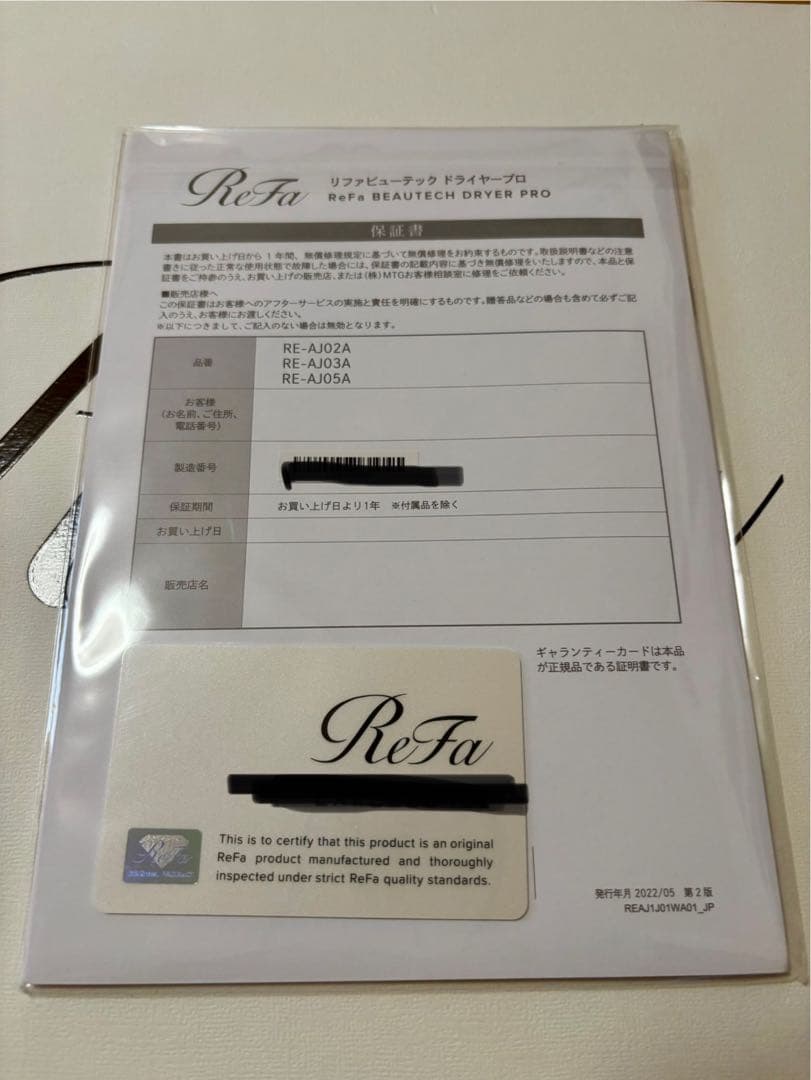 ReFa
リファビューテック ドライヤープロ
ReFa BEAUTECH DRYER PRO
保証書
本書はお買い上げ日から1年間、無償修理規定に基づいて無償修理をお約束するものです。取扱説明書などの注意
書きに従った正常な使用状態で故障した場合には、保証書の記載内容に基づき無償修理をいたしますので、本品と保
証書をご持参のうえ、お買い上げの販売店、または(株)MTGお客様相談室に修理をご依頼ください。
■販売店様へ
この保証書はお客様へのアフターサービスの実施と責任を明確にするものです。贈答品などの場合も含めて必ずご記
入のうえ、お客様にお渡しください。
※以下につきまして、ご記入のない場合は無効となります。
品番
RE-AJ02A
RE-AJ03A
RE-AJ05A
お客様
(お名前、ご住所、
電話番号)
製造番号
保証期間
お買い上げ日より1年 ※付属品を除く
お買い上げ日
販売店名
ギャランティーカードは本品
が正規品である証明書です。
ReFa
ReFa
This is to certify that this product is an original
ReFa product manufactured and thoroughly
inspected under strict ReFa quality standards.
発行年月 2022/05 第2版
REAJ1J01WA01_JP